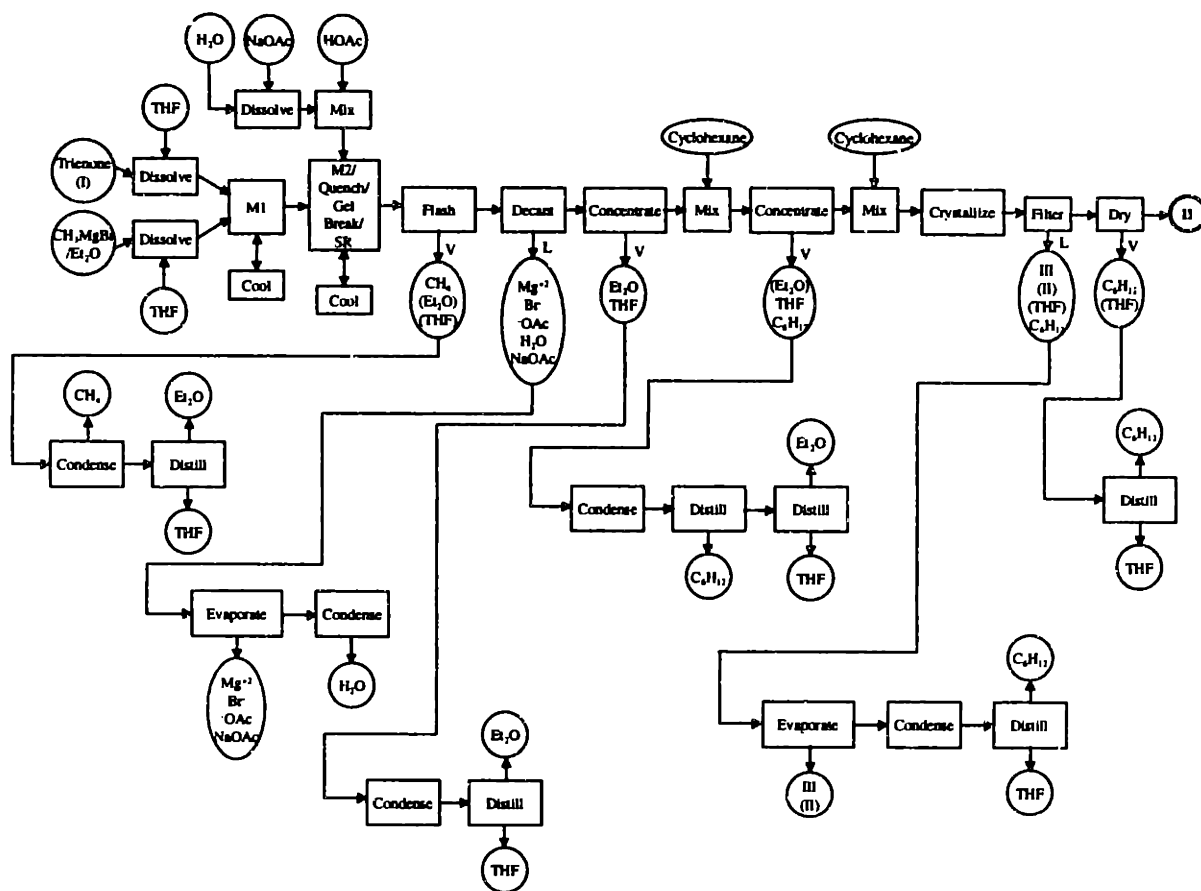 H₂O
NaOAc
HOAc
THF
Dissolve
Mix
Trienone
(I)
Dissolve
M1
M2/
Quench/
Gel
Break/
SR
CH₃MgBr
/Et₂O
Dissolve
THF
Cool
Cool
Cyclohexane
Cyclohexane
Flash
Decant
Concentrate
Mix
Concentrate
Mix
Crystallize
Filter
Dry
II
V
L
V
V
L
V
CH₄
(Et₂O)
(THF)
Mg⁺²
Br
⁻OAc
H₂O
NaOAc
Et₂O
THF
(Et₂O)
THF
C₆H₁₂
III
(II)
(THF)
C₆H₁₂
C₆H₁₂
(THF)
CH₄
Et₂O
Condense
Distill
THF
Et₂O
Condense
Distill
Distill
C₆H₁₂
THF
C₆H₁₂
Distill
THF
Evaporate
Condense
Mg⁺²
Br
⁻OAc
NaOAc
H₂O
Et₂O
Condense
Distill
THF
C₆H₁₂
Evaporate
Condense
Distill
III
(II)
THF